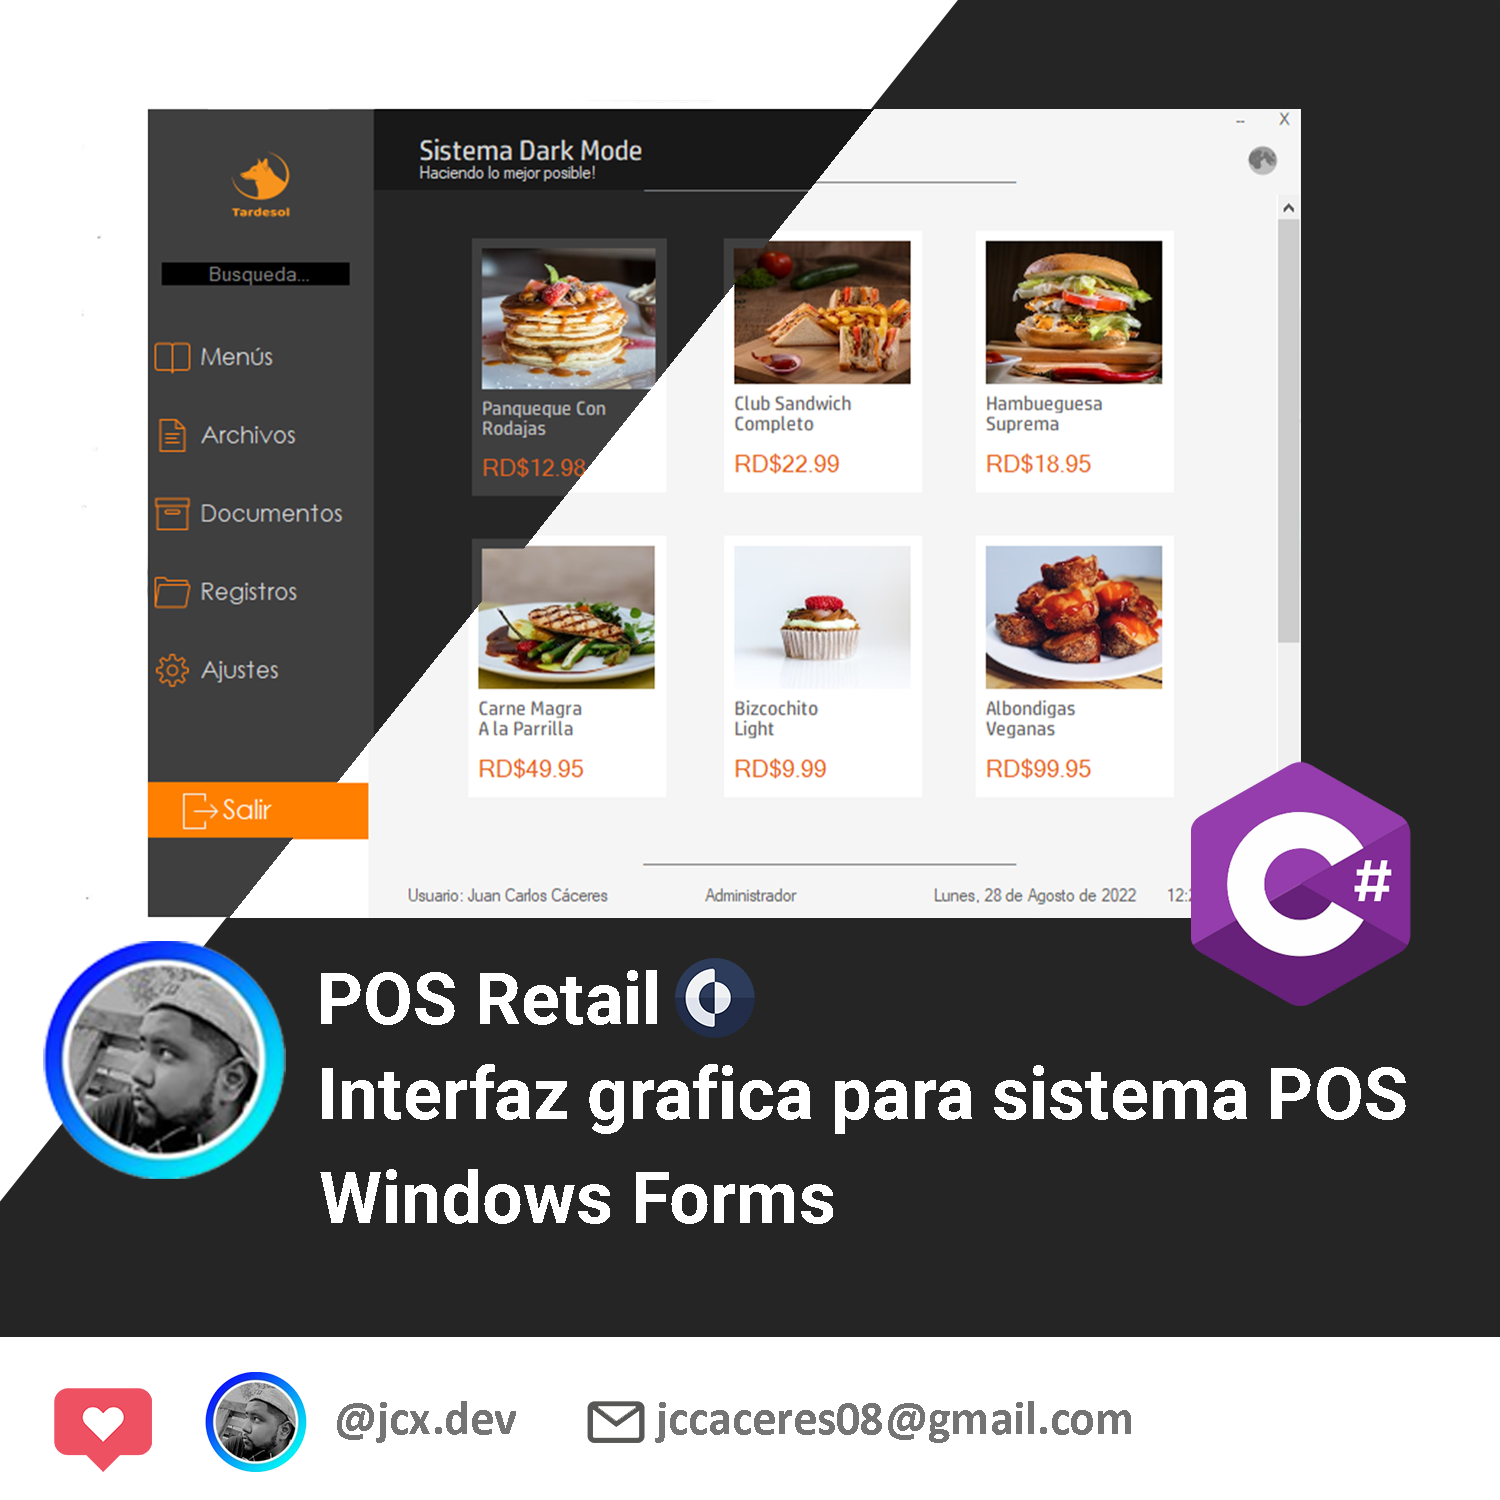 Sistema Dark Mode
Haciendo lo mejor posible!
-- X
Tardesol
Busqueda...
Menús
Archivos
Documentos
Registros
Ajustes
Salir
Panqueque Con
Rodajas
RD$12.98
Club Sandwich
Completo
RD$22.99
Hambueguesa
Suprema
RD$18.95
Carne Magra
A la Parrilla
RD$49.95
Bizcochito
Light
RD$9.99
Albondigas
Veganas
RD$99.95
Usuario: Juan Carlos Cáceres Administrador Lunes, 28 de Agosto de 2022
C#
POS Retail
Interfaz grafica para sistema POS
Windows Forms
@jcx.dev jccaceres08@gmail.com